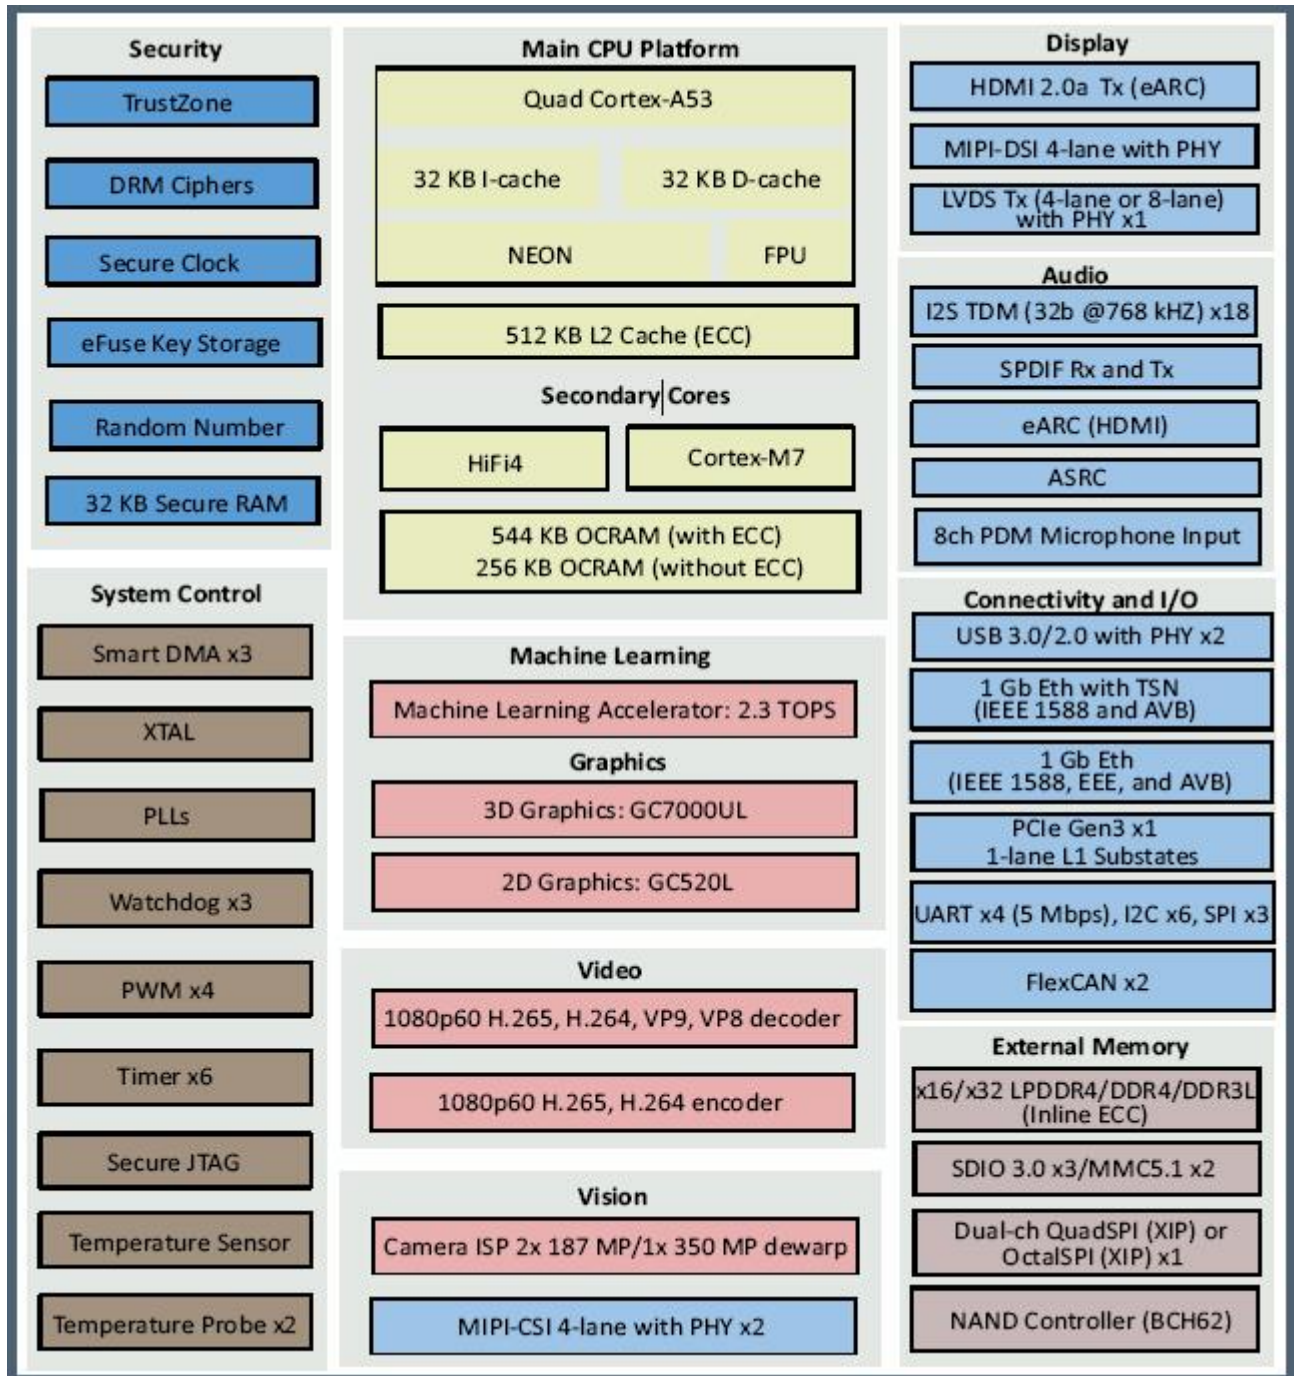 Security
TrustZone
DRM Ciphers
Secure Clock
eFuse Key Storage
Random Number
32 KB Secure RAM
System Control
Smart DMA x3
XTAL
PLLs
Watchdog x3
PWM x4
Timer x6
Secure JTAG
Temperature Sensor
Temperature Probe x2
Main CPU Platform
Quad Cortex-A53
32 KB I-cache
32 KB D-cache
NEON
FPU
512 KB L2 Cache (ECC)
Secondary Cores
HiFi4
Cortex-M7
544 KB OCRAM (with ECC)
256 KB OCRAM (without ECC)
Machine Learning
Machine Learning Accelerator: 2.3 TOPS
Graphics
3D Graphics: GC7000UL
2D Graphics: GC520L
Video
1080p60 H.265, H.264, VP9, VP8 decoder
1080p60 H.265, H.264 encoder
Vision
Camera ISP 2x 187 MP/1x 350 MP dewarp
MIPI-CSI 4-lane with PHY x2
Display
HDMI 2.0a Tx (eARC)
MIPI-DSI 4-lane with PHY
LVDS Tx (4-lane or 8-lane)
with PHY x1
Audio
I2S TDM (32b @768 kHZ) x18
SPDIF Rx and Tx
eARC (HDMI)
ASRC
8ch PDM Microphone Input
Connectivity and I/O
USB 3.0/2.0 with PHY x2
1 Gb Eth with TSN
(IEEE 1588 and AVB)
1 Gb Eth
(IEEE 1588, EEE, and AVB)
PCIe Gen3 x1
1-lane L1 Substates
UART x4 (5 Mbps), I2C x6, SPI x3
FlexCAN x2
External Memory
x16/x32 LPDDR4/DDR4/DDR3L
(Inline ECC)
SDIO 3.0 x3/MMC5.1 x2
Dual-ch QuadSPI (XIP) or
OctalSPI (XIP) x1
NAND Controller (BCH62)